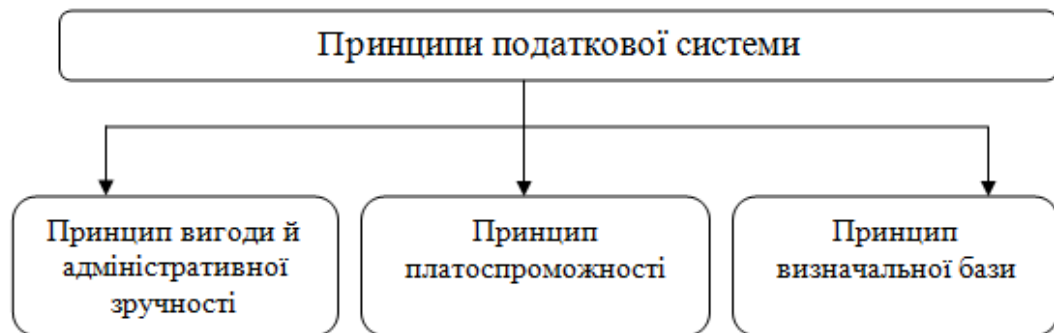 Принципи податкової системи
Принцип вигоди й
адміністративної
зручності
Принцип
платоспроможності
Принцип
визначальної бази